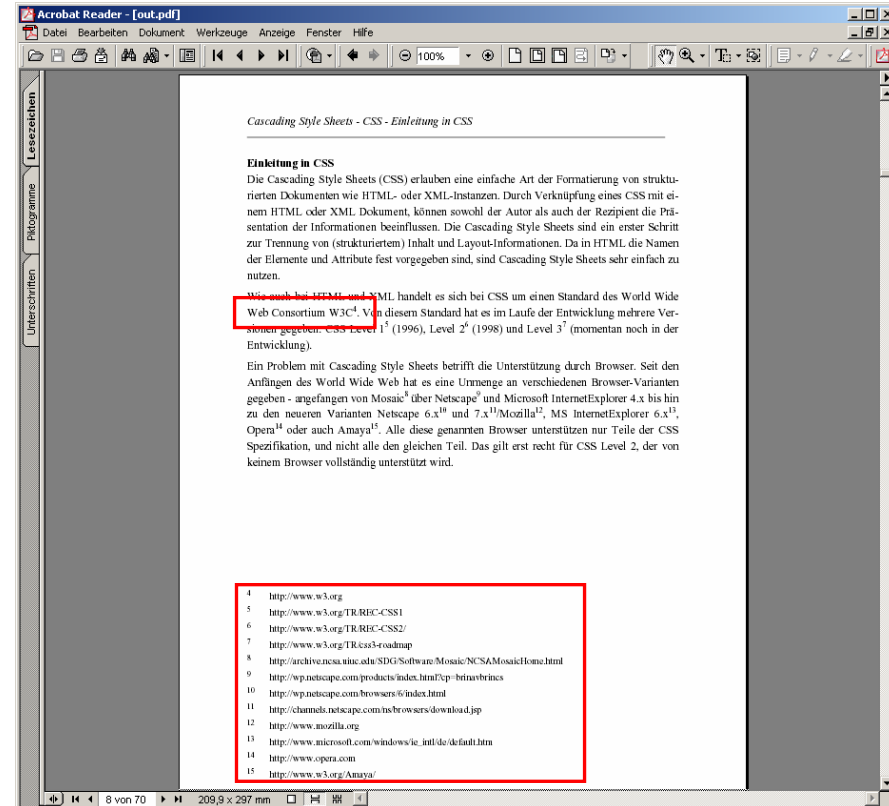 Acrobat Reader - [out.pdf]
Datei Bearbeiten Dokument Werkzeuge Anzeige Fenster Hilfe
100%
Lesezeichen
Piktogramme
Unterschriften
Cascading Style Sheets - CSS - Einleitung in CSS
Einleitung in CSS
Die Cascading Style Sheets (CSS) erlauben eine einfache Art der Formatierung von struktu-
rierten Dokumenten wie HTML- oder XML-Instanzen. Durch Verknüpfung eines CSS mit ei-
nem HTML oder XML Dokument, können sowohl der Autor als auch der Rezipient die Prä-
sentation der Informationen beeinflussen. Die Cascading Style Sheets sind ein erster Schritt
zur Trennung von (strukturiertem) Inhalt und Layout-Informationen. Da in HTML die Namen
der Elemente und Attribute fest vorgegeben sind, sind Cascading Style Sheets sehr einfach zu
nutzen.
Wie auch bei HTML und XML handelt es sich bei CSS um einen Standard des World Wide
Web Consortium W3C⁴. Von diesem Standard hat es im Laufe der Entwicklung mehrere Ver-
sionen gegeben. CSS Level 1⁵ (1996), Level 2⁶ (1998) und Level 3⁷ (momentan noch in der
Entwicklung).
Ein Problem mit Cascading Style Sheets betrifft die Unterstützung durch Browser. Seit den
Anfängen des World Wide Web hat es eine Unmenge an verschiedenen Browser-Varianten
gegeben - angefangen von Mosaic⁸ über Netscape⁹ und Microsoft InternetExplorer 4.x bis hin
zu den neueren Varianten Netscape 6.x¹⁰ und 7.x¹¹/Mozilla¹², MS InternetExplorer 6.x¹³,
Opera¹⁴ oder auch Amaya¹⁵. Alle diese genannten Browser unterstützen nur Teile der CSS
Spezifikation, und nicht alle den gleichen Teil. Das gilt erst recht für CSS Level 2, der von
keinem Browser vollständig unterstützt wird.
4 http://www.w3.org
5 http://www.w3.org/TR/REC-CSS1
6 http://www.w3.org/TR/REC-CSS2/
7 http://www.w3.org/TR/css3-roadmap
8 http://archive.ncsa.uiuc.edu/SDG/Software/Mosaic/NCSAMosaicHome.html
9 http://wp.netscape.com/products/index.html?cp=brinavbrincs
10 http://wp.netscape.com/browsers/6/index.html
11 http://channels.netscape.com/ns/browsers/download.jsp
12 http://www.mozilla.org
13 http://www.microsoft.com/windows/ie_intl/de/default.htm
14 http://www.opera.com
15 http://www.w3.org/Amaya/
8 von 70 209,9 x 297 mm